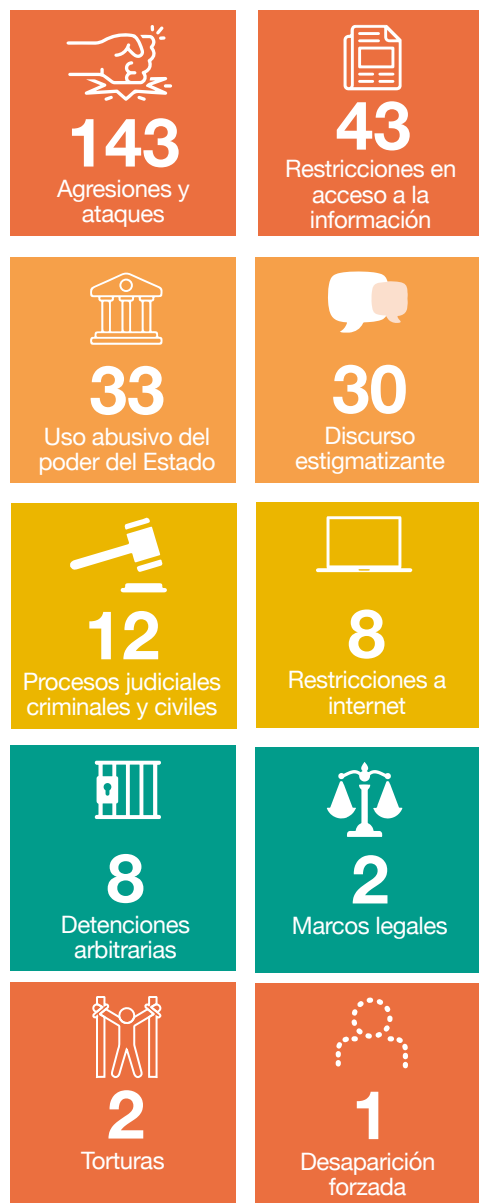 143
Agresiones y
ataques
43
Restricciones en
acceso a la
información
33
Uso abusivo del
poder del Estado
30
Discurso
estigmatizante
12
Procesos judiciales
criminales y civiles
8
Restricciones a
internet
8
Detenciones
arbitrarias
2
Marcos legales
2
Torturas
1
Desaparición
forzada